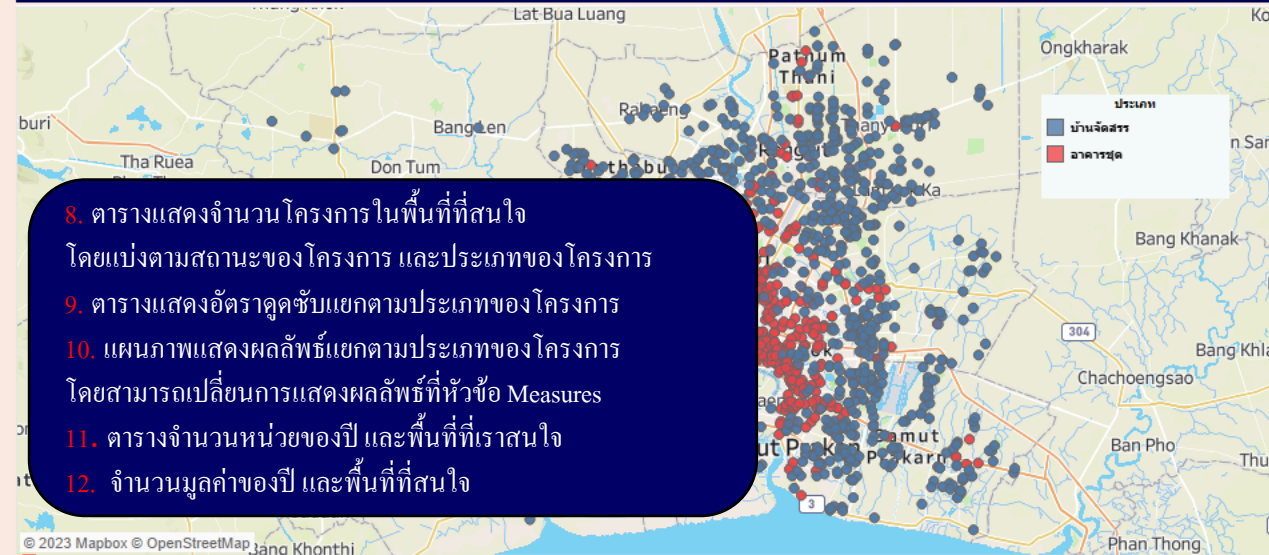 Lat Bua Luang
Ongkharak
Pathum
Thani
ประเภท
บ้านจัดสรร
อาคารชุด
buri
Bang Len
Tha Ruea
Don Tum
Bang Khanak
8. ตารางแสดงจำนวนโครงการในพื้นที่ที่สนใจ
โดยแบ่งตามสถานะของโครงการ และประเภทของโครงการ
9. ตารางแสดงอัตราดูดซับแยกตามประเภทของโครงการ
10. แผนภาพแสดงผลลัพธ์แยกตามประเภทของโครงการ
โดยสามารถเปลี่ยนการแสดงผลลัพธ์ที่หัวข้อ Measures
11. ตารางจำนวนหน่วยของปี และพื้นที่ที่เราสนใจ
12. จำนวนมูลค่าของปี และพื้นที่ที่สนใจ
304
Chachoengsao
Ban Pho
3
© 2023 Mapbox © OpenStreetMap
Bang Khonthi
Phan Thong